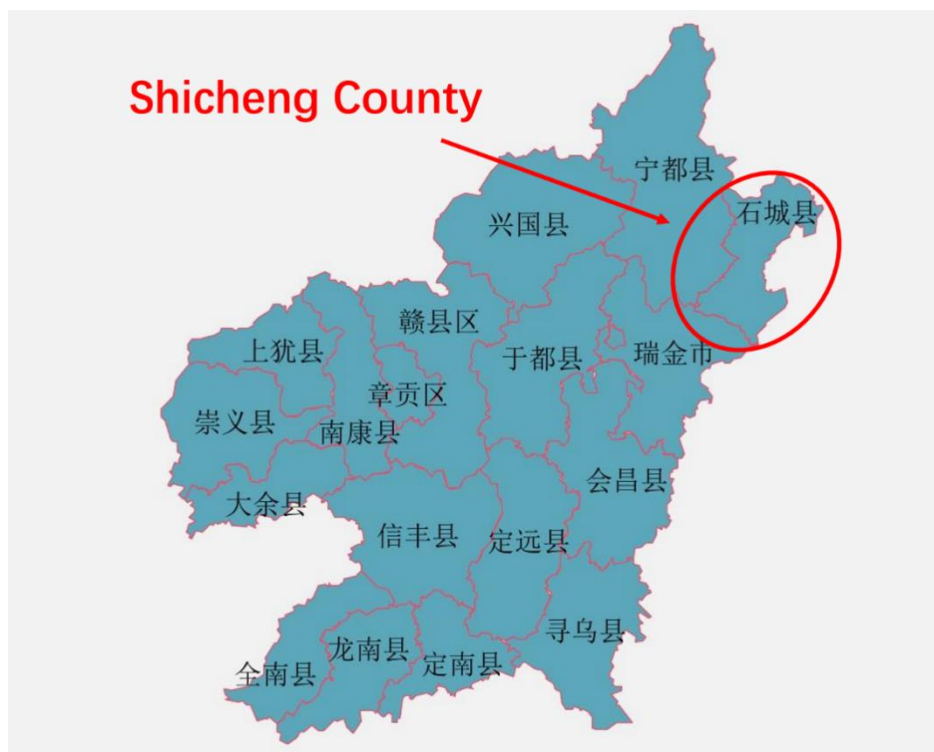 Shicheng County
宁都县
石城县
兴国县
赣县区
上犹县
于都县
瑞金市
章贡区
崇义县
南康县
会昌县
大余县
信丰县
定远县
寻乌县
龙南县
定南县
全南县